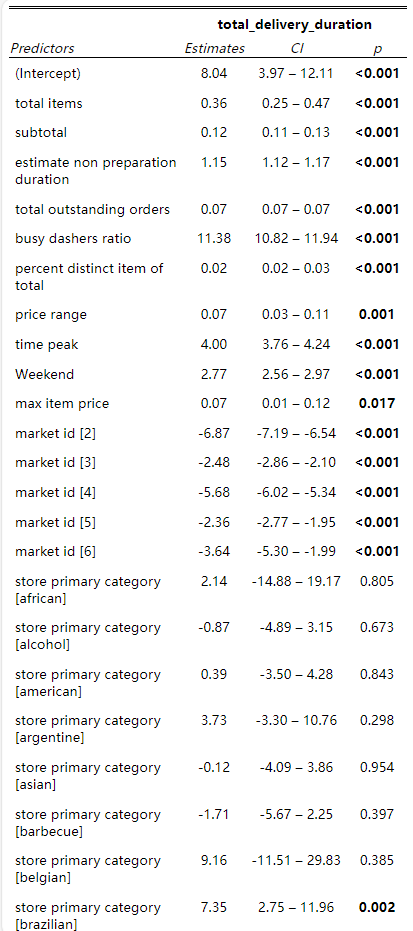 total_delivery_duration
Predictors Estimates CI p
(Intercept) 8.04 3.97 – 12.11 <0.001
total items 0.36 0.25 – 0.47 <0.001
subtotal 0.12 0.11 – 0.13 <0.001
estimate non preparation 1.15 1.12 – 1.17 <0.001
duration
total outstanding orders 0.07 0.07 – 0.07 <0.001
busy dashers ratio 11.38 10.82 – 11.94 <0.001
percent distinct item of 0.02 0.02 – 0.03 <0.001
total
price range 0.07 0.03 – 0.11 0.001
time peak 4.00 3.76 – 4.24 <0.001
Weekend 2.77 2.56 – 2.97 <0.001
max item price 0.07 0.01 – 0.12 0.017
market id [2] -6.87 -7.19 – -6.54 <0.001
market id [3] -2.48 -2.86 – -2.10 <0.001
market id [4] -5.68 -6.02 – -5.34 <0.001
market id [5] -2.36 -2.77 – -1.95 <0.001
market id [6] -3.64 -5.30 – -1.99 <0.001
store primary category 2.14 -14.88 – 19.17 0.805
[african]
store primary category -0.87 -4.89 – 3.15 0.673
[alcohol]
store primary category 0.39 -3.50 – 4.28 0.843
[american]
store primary category 3.73 -3.30 – 10.76 0.298
[argentine]
store primary category -0.12 -4.09 – 3.86 0.954
[asian]
store primary category -1.71 -5.67 – 2.25 0.397
[barbecue]
store primary category 9.16 -11.51 – 29.83 0.385
[belgian]
store primary category 7.35 2.75 – 11.96 0.002
[brazilian]